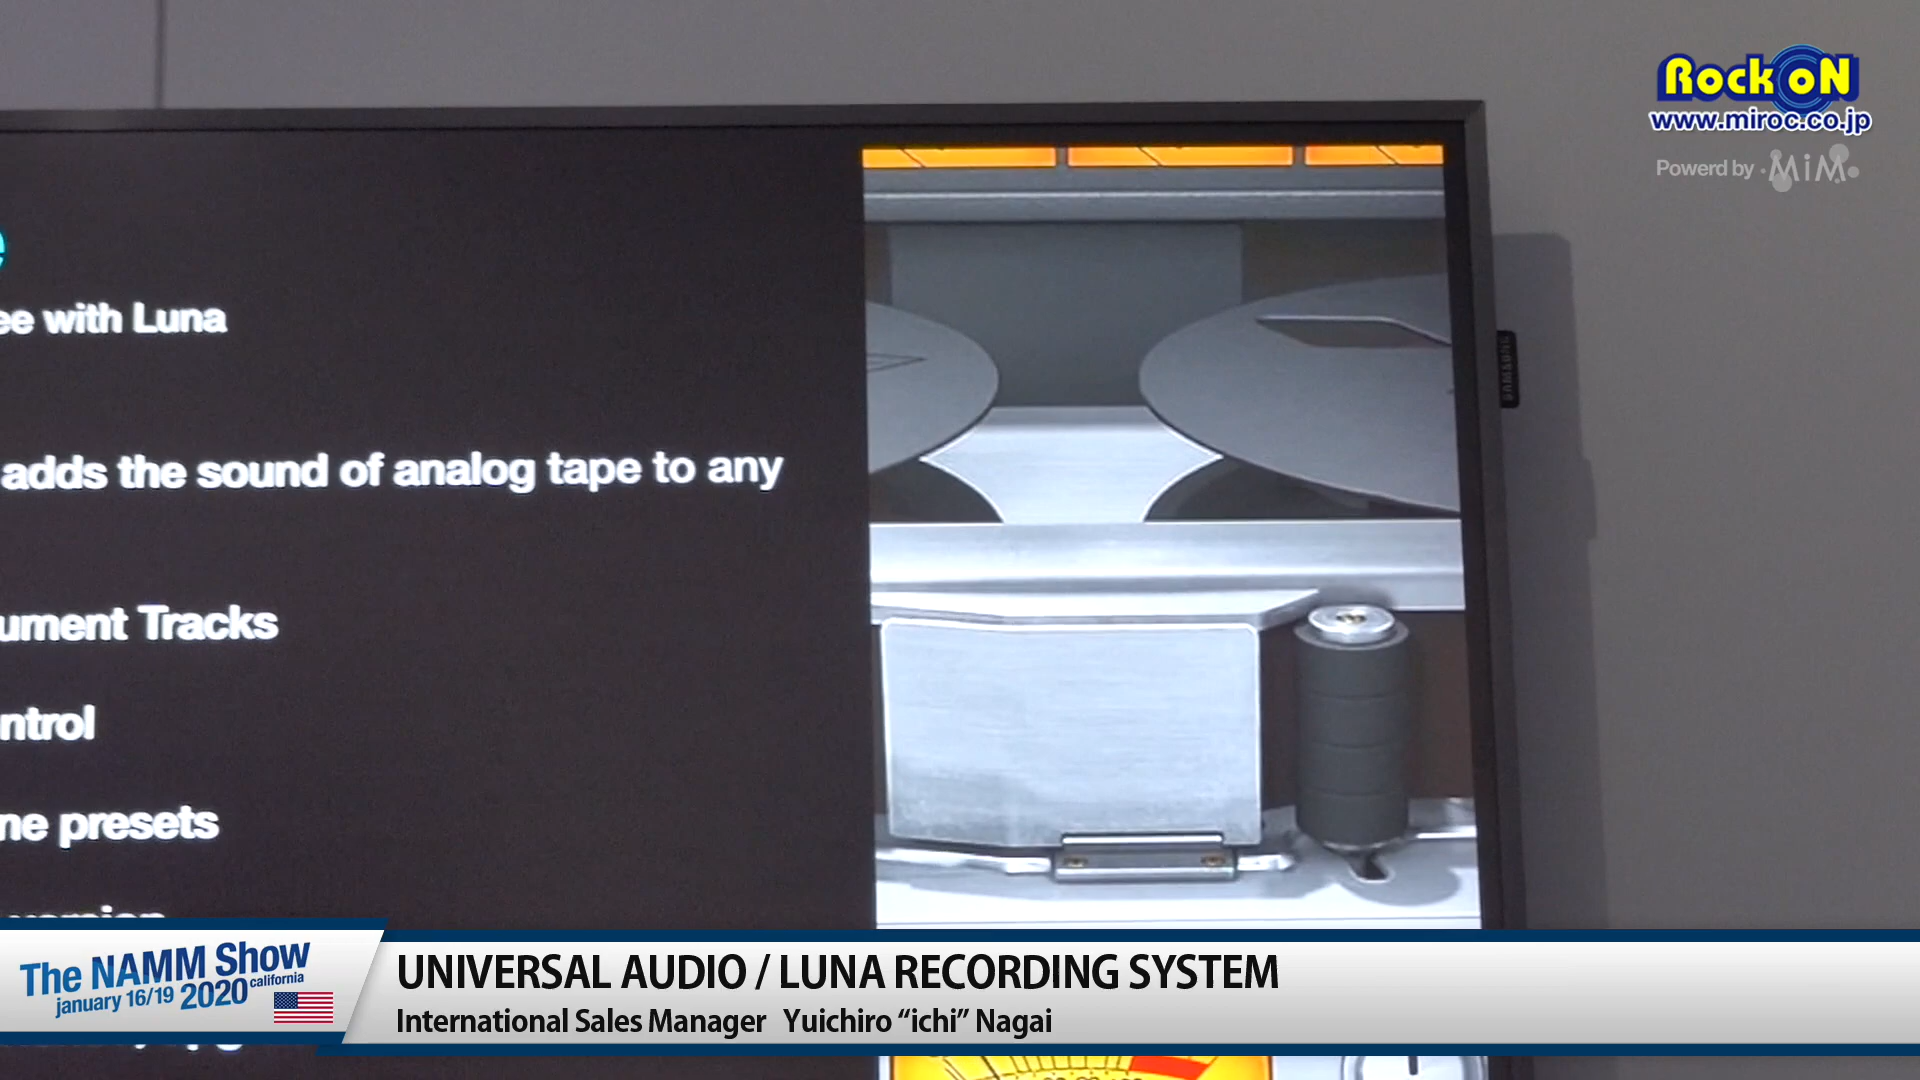 Rock oN
www.miroc.co.jp
Powerd by MiM
SAMSUNG
ee with Luna
adds the sound of analog tape to any
ument Tracks
ntrol
ne presets
The NAMM Show
california
january 16/19 2020
UNIVERSAL AUDIO / LUNA RECORDING SYSTEM
International Sales Manager Yuichiro “ichi” Nagai